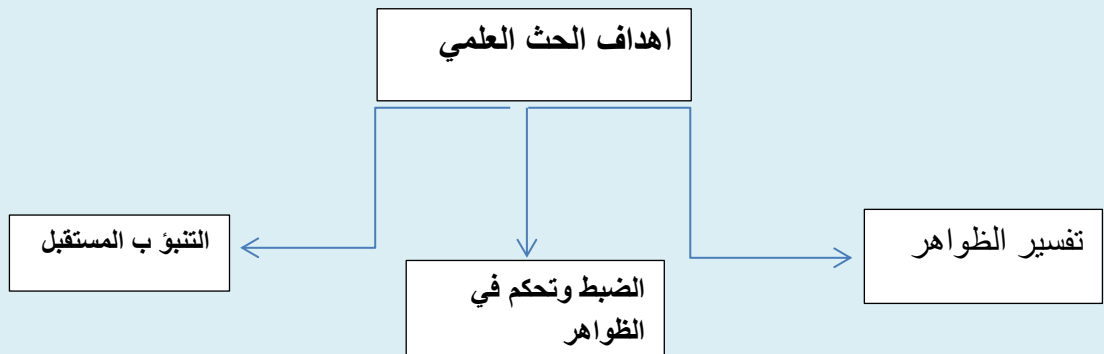 اهداف الحث العلمي
تفسير الظواهر
الضبط وتحكم في
الظواهر
التنبؤ ب المستقبل